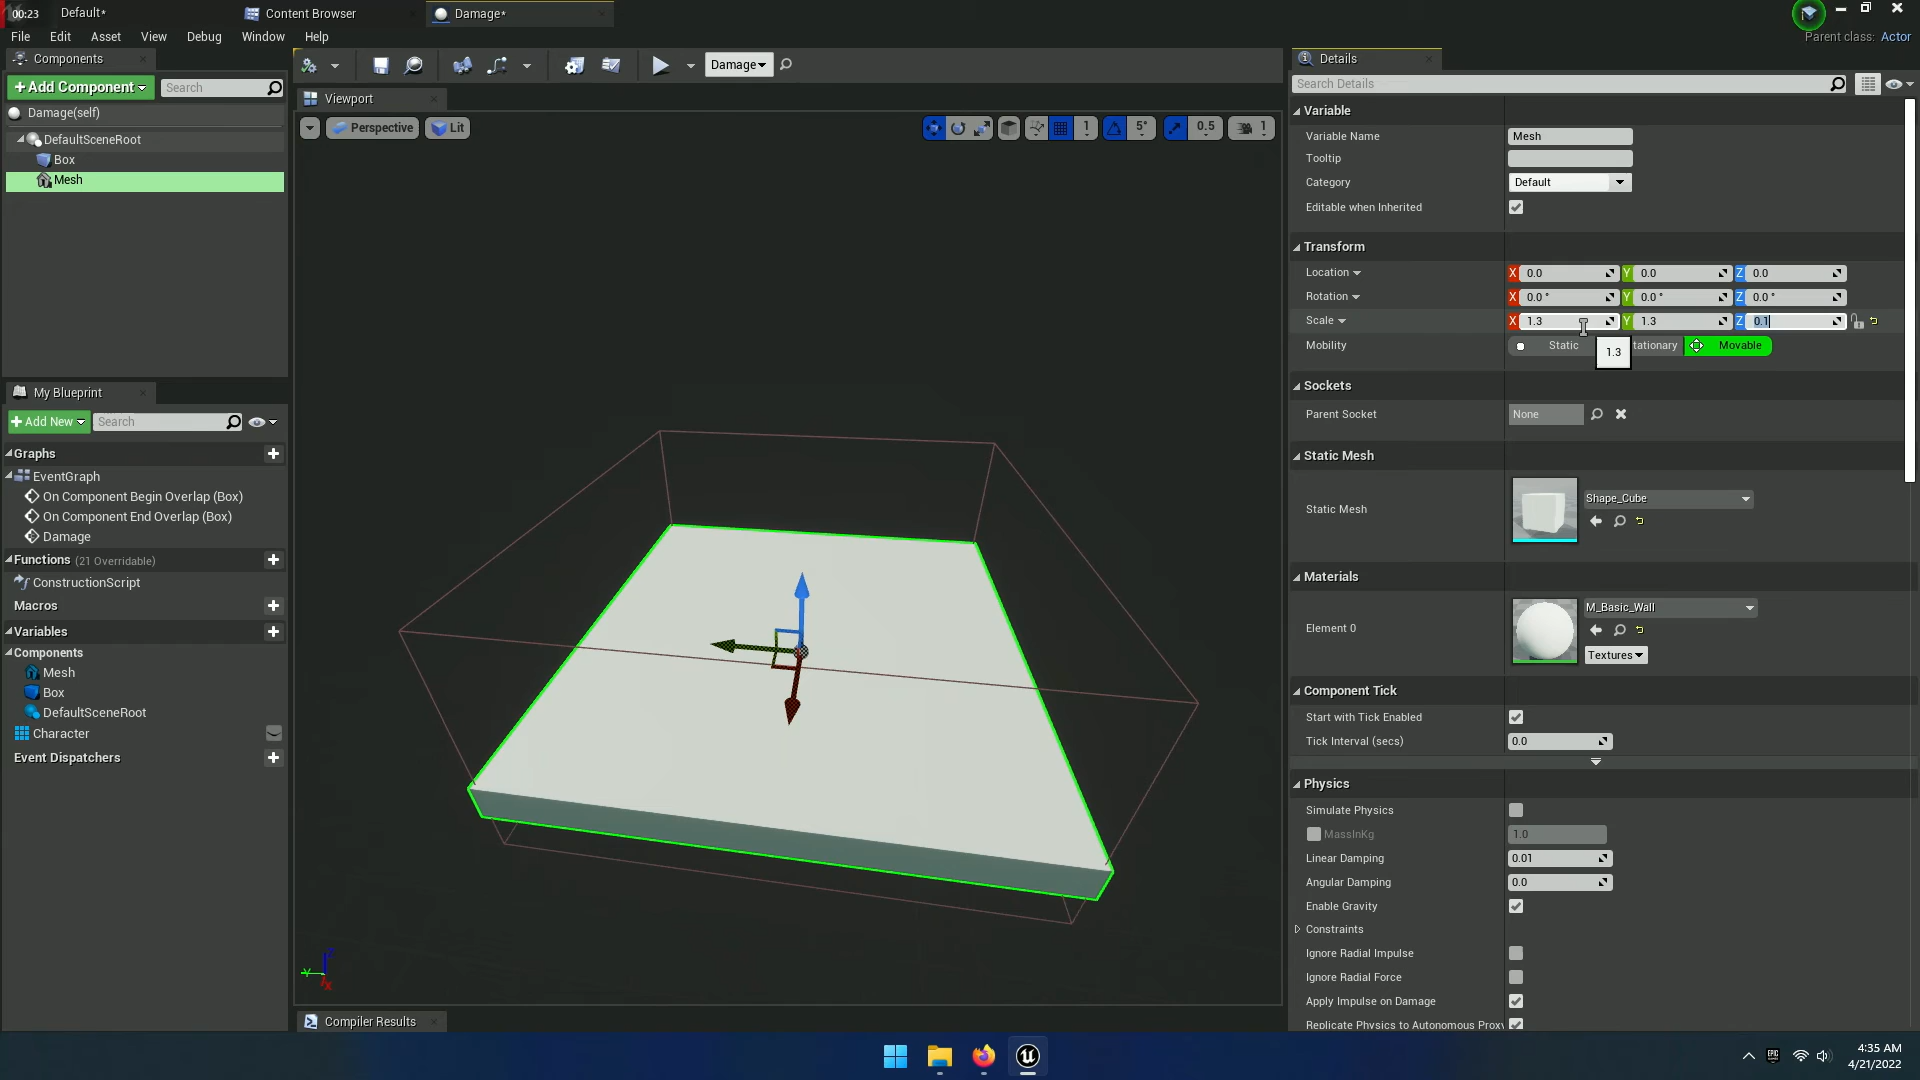 00:23
Default*
Content Browser
Damage*
Parent class: Actor
File Edit Asset View Debug Window Help
Components
+ Add Component
Search
Damage(self)
DefaultSceneRoot
Box
Mesh
My Blueprint
+ Add New
Search
Graphs
EventGraph
On Component Begin Overlap (Box)
On Component End Overlap (Box)
Damage
Functions (21 Overridable)
ConstructionScript
Macros
Variables
Components
Mesh
Box
DefaultSceneRoot
Character
Event Dispatchers
Damage
Viewport
Perspective
Lit
1 5° 0.5 1
Compiler Results
Details
Search Details
Variable
Variable Name Mesh
Tooltip
Category Default
Editable when Inherited
Transform
Location X 0.0 Y 0.0 Z 0.0
Rotation X 0.0 ° Y 0.0 ° Z 0.0 °
Scale X 1.3 Y 1.3 Z 0.1
Mobility Static tationary Movable
1.3
Sockets
Parent Socket None
Static Mesh
Static Mesh Shape_Cube
Materials
Element 0 M_Basic_Wall
Textures
Component Tick
Start with Tick Enabled
Tick Interval (secs) 0.0
Physics
Simulate Physics
MassInKg 1.0
Linear Damping 0.01
Angular Damping 0.0
Enable Gravity
Constraints
Ignore Radial Impulse
Ignore Radial Force
Apply Impulse on Damage
Replicate Physics to Autonomous Proxy
Y Z X
EPIC
4:35 AM
4/21/2022